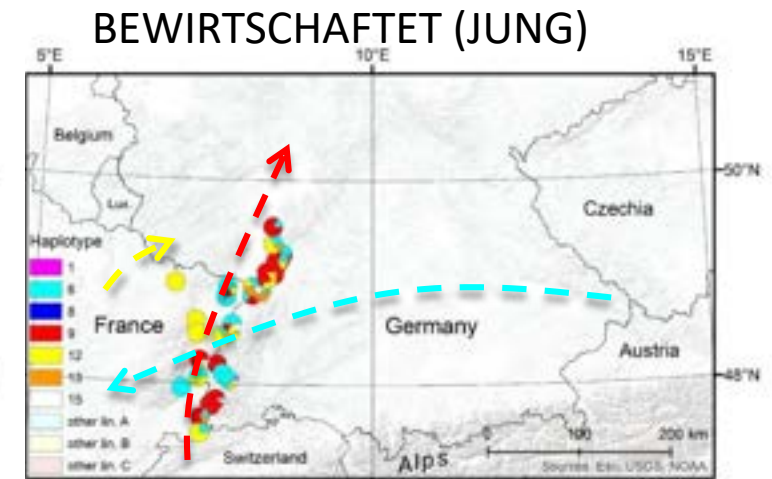 BEWIRTSCHAFTET (JUNG)
5°E 10°E 15°E
Belgium
50°N
Lux.
Czechia
Haplotype
1
6
8
9
France
Germany
12
Austria
13
48°N
15
other lin. A
other lin. B
0 100 200 km
other lin. C
Switzerland
Alps
Sources: Esri, USGS, NOAA